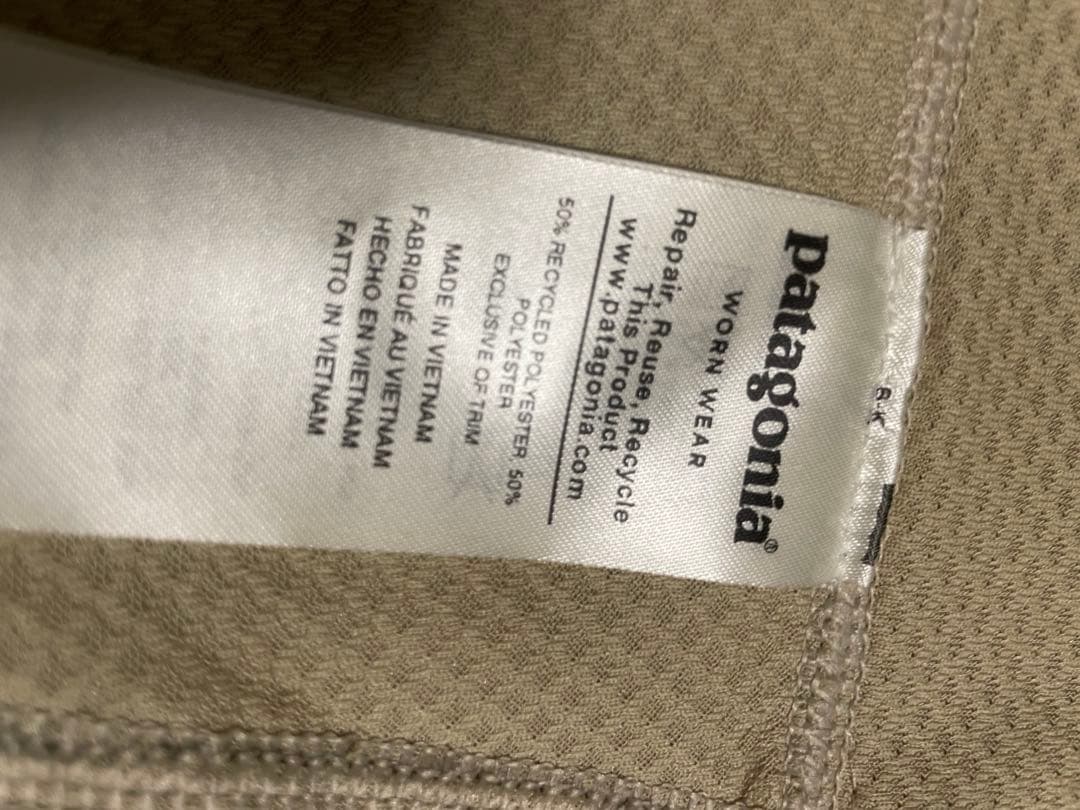 patagonia®
WORN WEAR
Repair, Reuse, Recycle
This Product
www.patagonia.com
50% RECYCLED POLYESTER 50%
POLYESTER
EXCLUSIVE OF TRIM
MADE IN VIETNAM
FABRIQUÉ AU VIETNAM
HECHO EN VIETNAM
FATTO IN VIETNAM